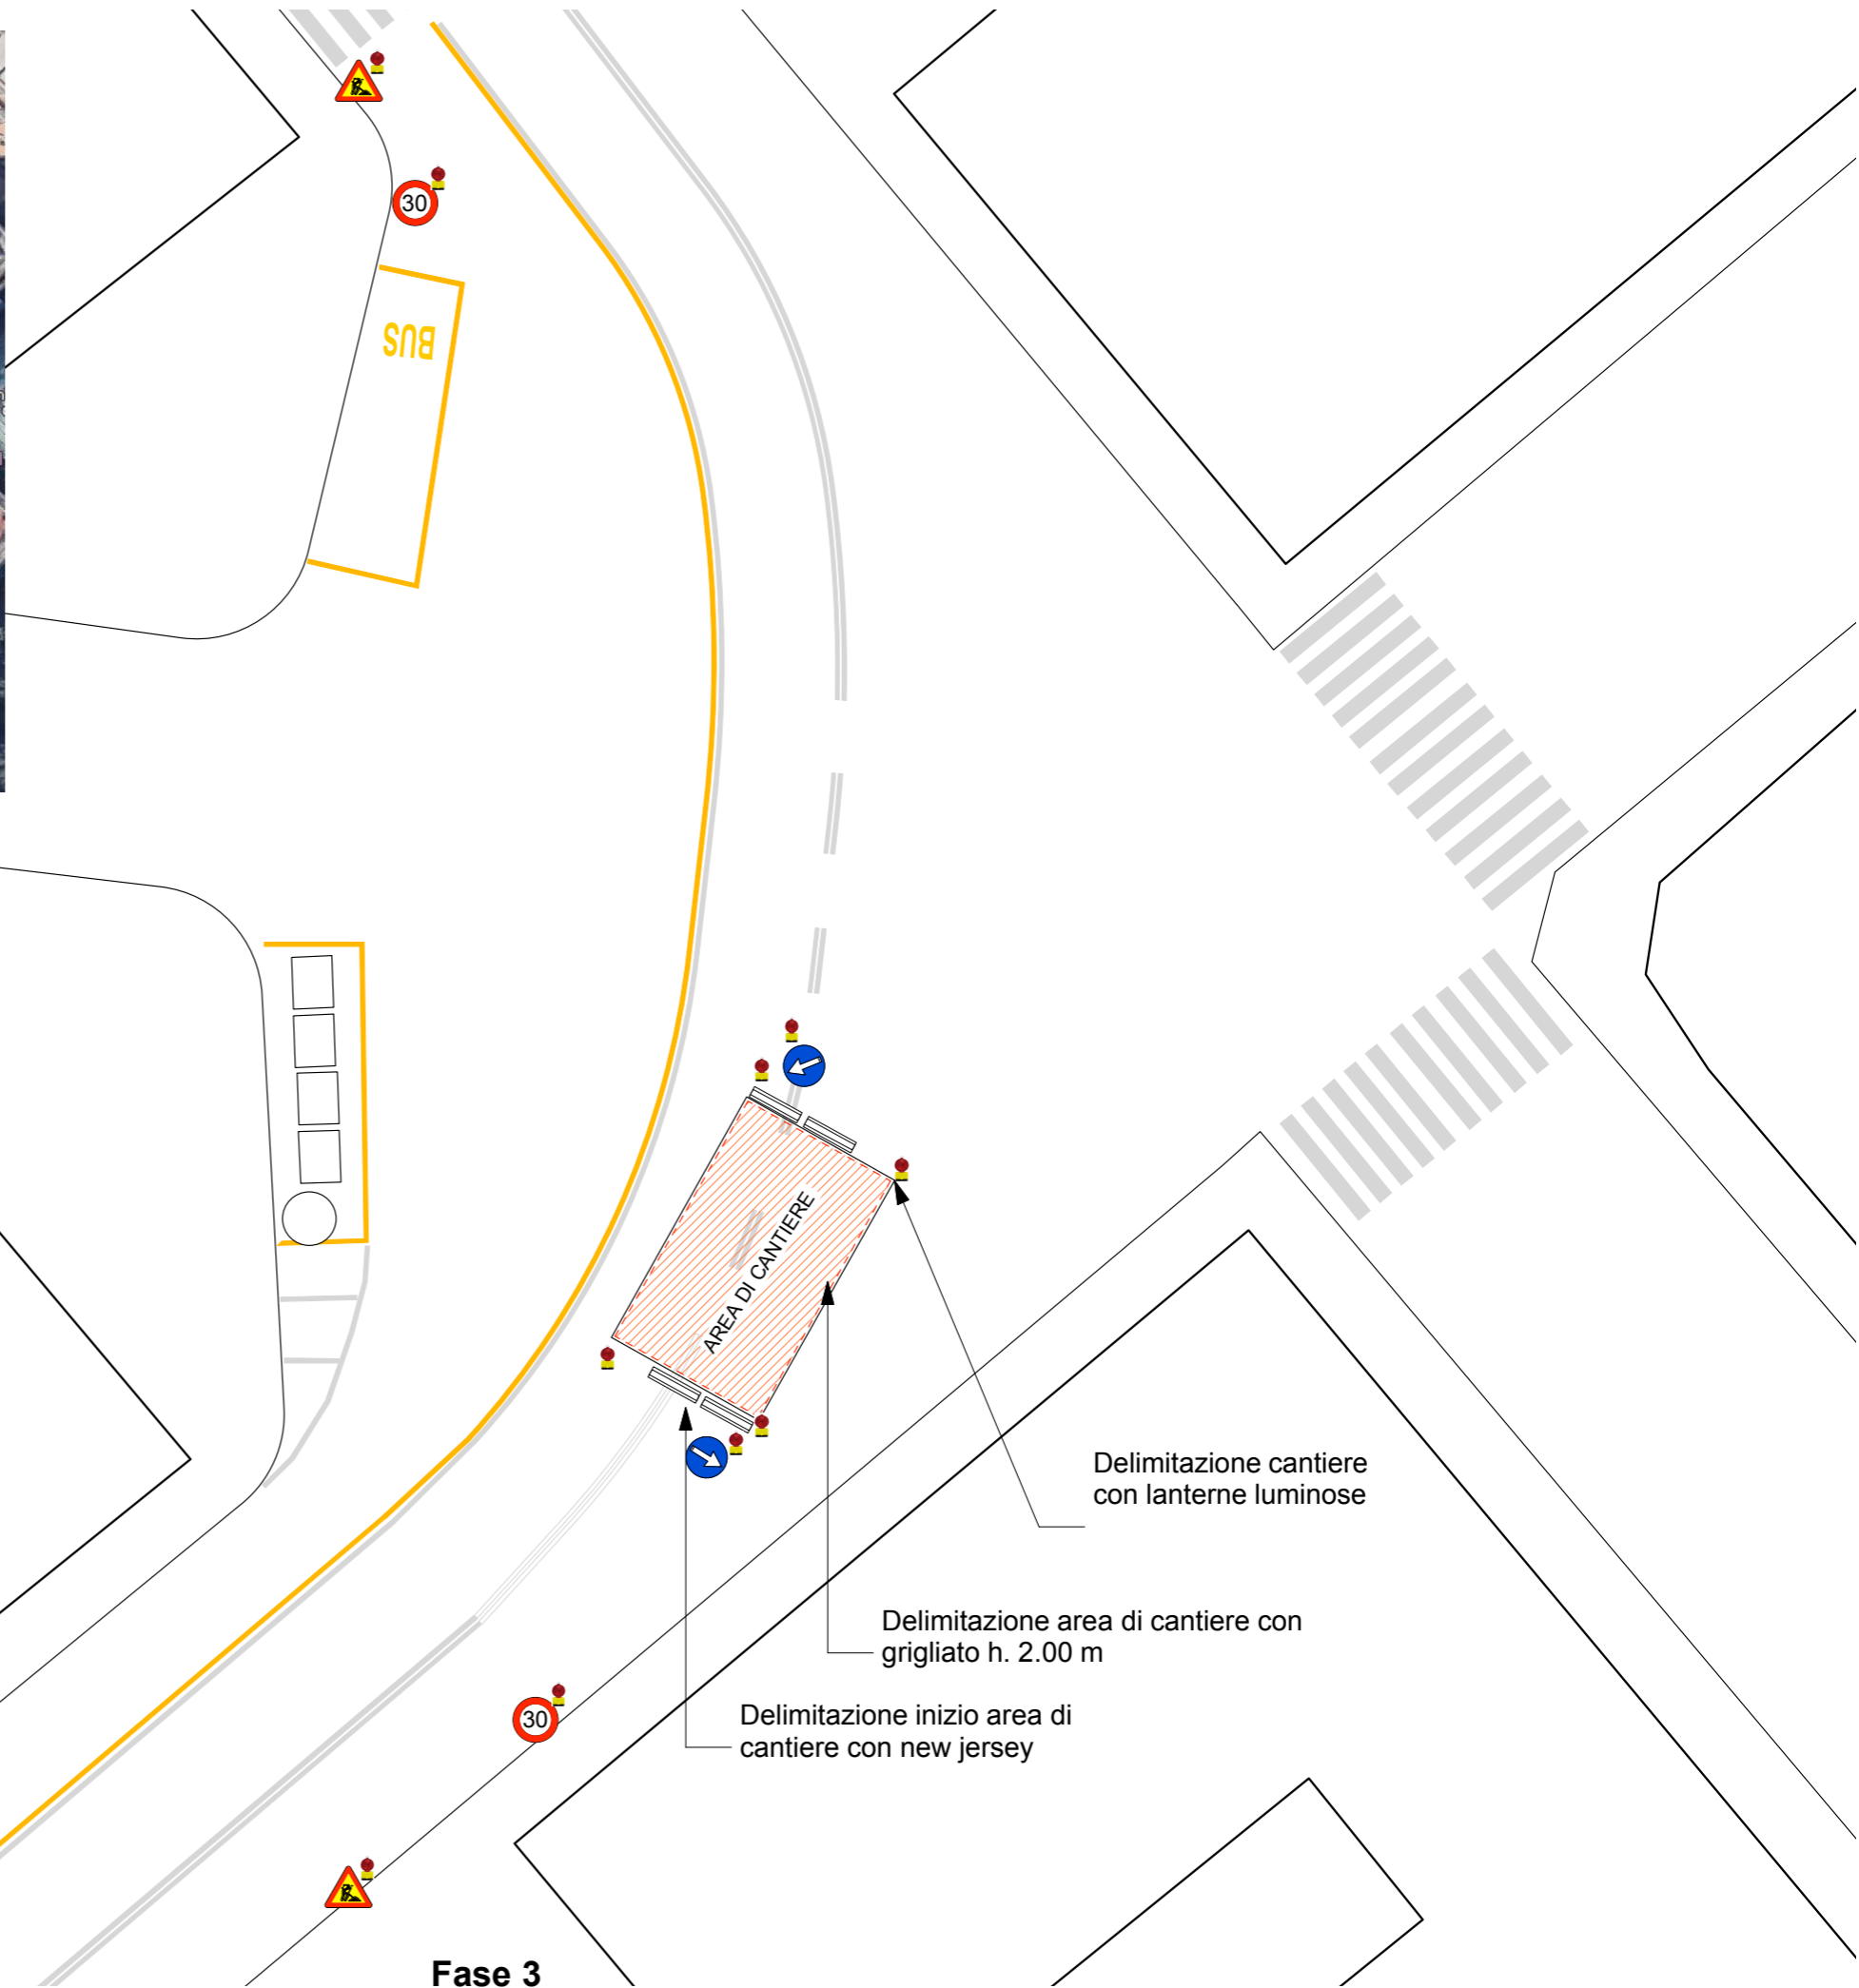 30
BUS
AREA DI CANTIERE
Delimitazione cantiere
con lanterne luminose
Delimitazione area di cantiere con
grigliato h. 2.00 m
30
Delimitazione inizio area di
cantiere con new jersey
Fase 3